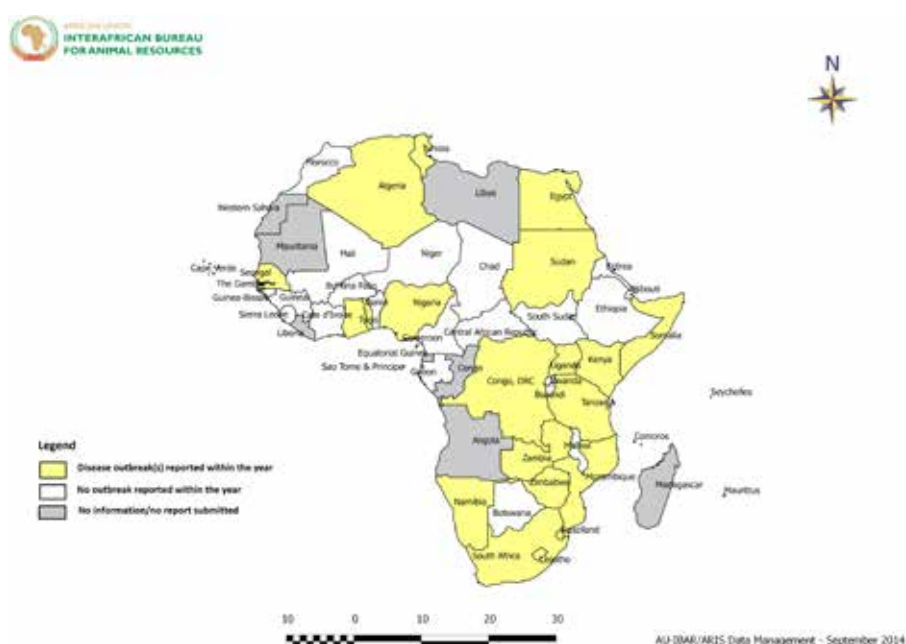 AFRICAN UNION
INTERAFRICAN BUREAU
FOR ANIMAL RESOURCES
N
Tunisia
Morocco
Algeria
Libya
Egypt
Western Sahara
Mauritania
Mali
Niger
Chad
Sudan
Eritrea
Cape Verde
Senegal
The Gambia
Burkina Faso
Djibouti
Guinea-Bissau
Guinea
Benin
Nigeria
Ethiopia
Sierra Leone
Cote d'Ivoire
Togo
South Sudan
Liberia
Cameroon
Central African Republic
Somalia
Equatorial Guinea
Sao Tome & Principe
Gabon
Congo
Congo, DRC
Uganda
Kenya
Rwanda
Burundi
Tanzania
Seychelles
Angola
Zambia
Malawi
Comoros
Mozambique
Madagascar
Mauritius
Zimbabwe
Namibia
Botswana
Swaziland
South Africa
Lesotho
Legend
Disease outbreak(s) reported within the year
No outbreak reported within the year
No information/no report submitted
10 0 10 20 30
AU-IBAR/ARIS Data Management - September 2014